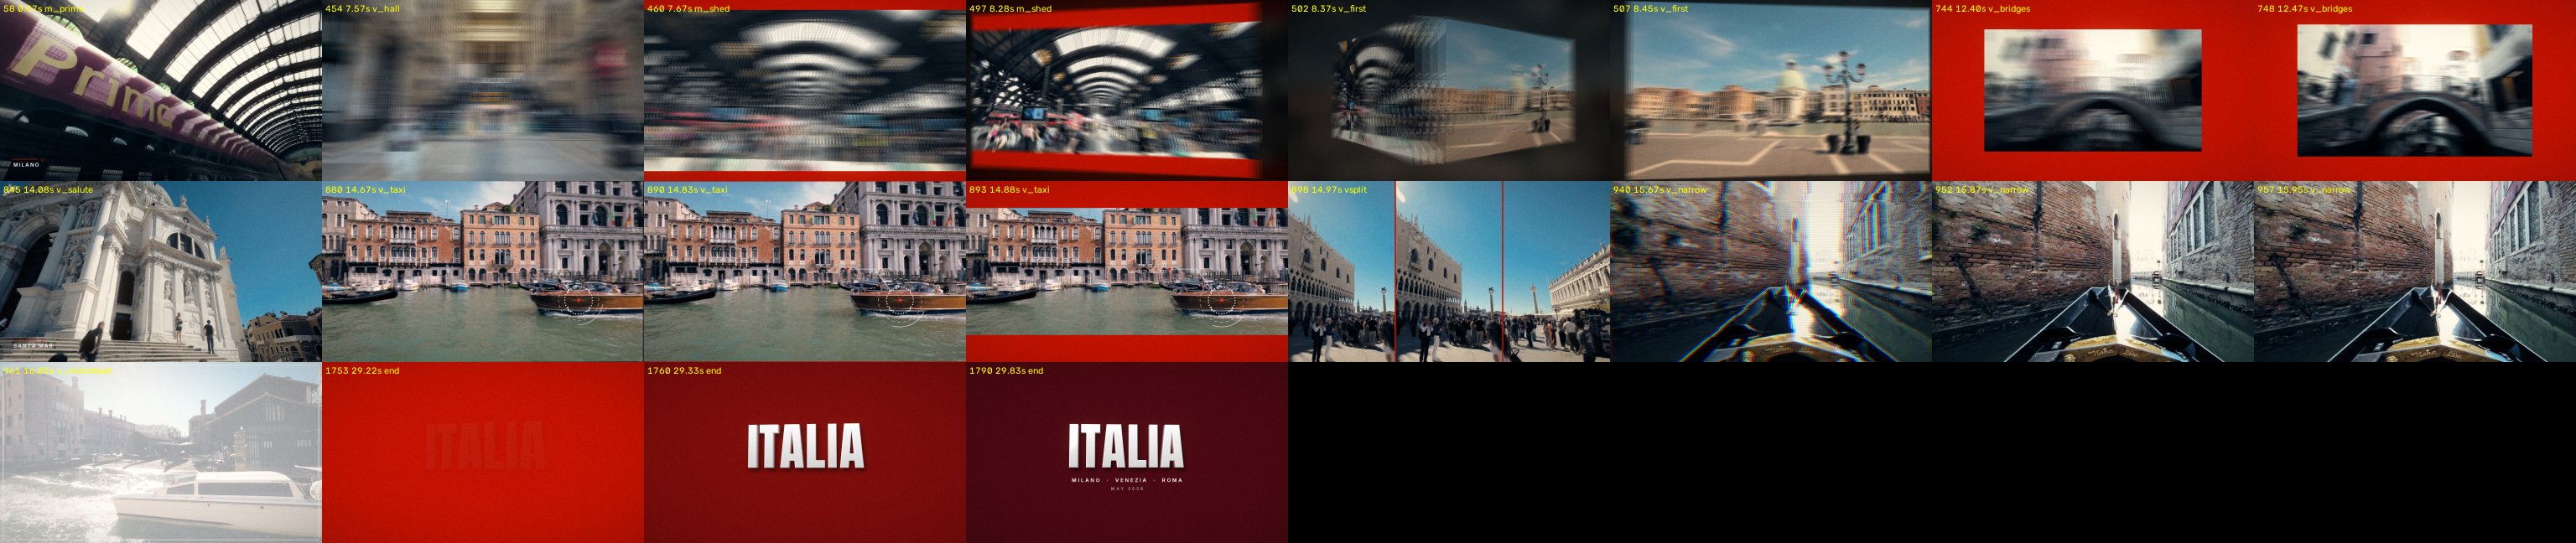 58 0.97s m_prima
454 7.57s v_hall
460 7.67s m_shed
497 8.28s m_shed
502 8.37s v_first
507 8.45s v_first
744 12.40s v_bridges
748 12.47s v_bridges
Prima
MILANO
845 14.08s v_salute
880 14.67s v_taxi
890 14.83s v_taxi
893 14.88s v_taxi
898 14.97s vsplit
940 15.67s v_narrow
952 15.87s v_narrow
957 15.95s v_narrow
SANTA MAR
1753 29.22s end
1760 29.33s end
1790 29.83s end
ITALIA
ITALIA
ITALIA
MILANO · VENEZIA · ROMA
MAY 2026